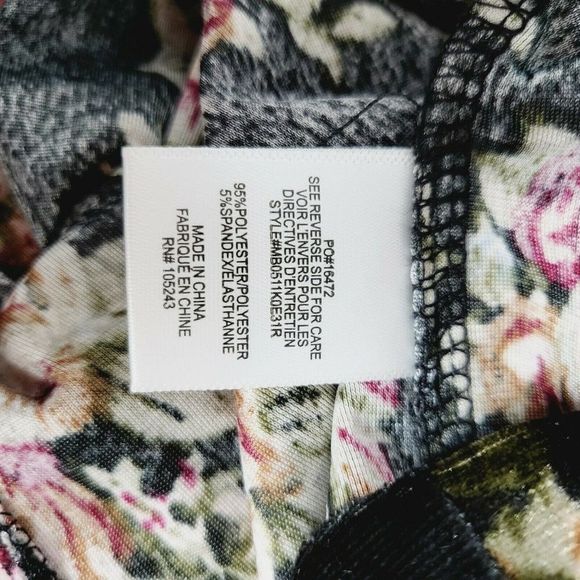 PO#16472
SEE REVERSE SIDE FOR CARE
VOIR L'ENVERS POUR LES
DIRECTIVES D'ENTRETIEN
STYLE#MB0511K0E31R
95%POLYESTER/POLYESTER
5%SPANDEX/ELASTHANNE
MADE IN CHINA
FABRIQUE EN CHINE
RN# 105243